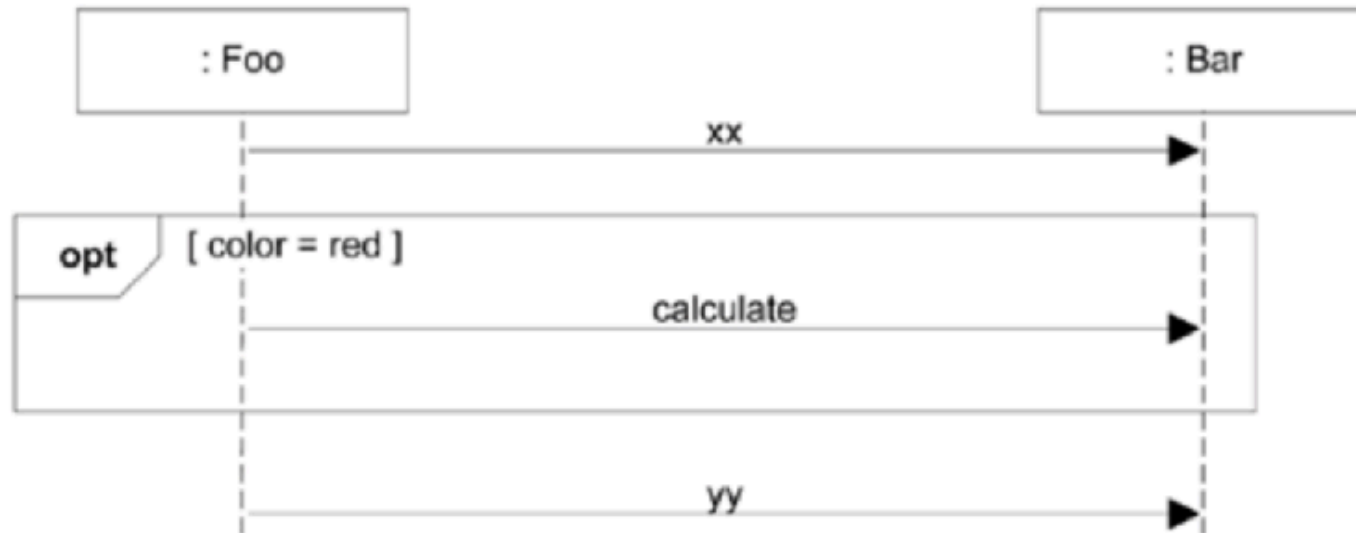 : Foo
: Bar
xx
opt
[ color = red ]
calculate
yy